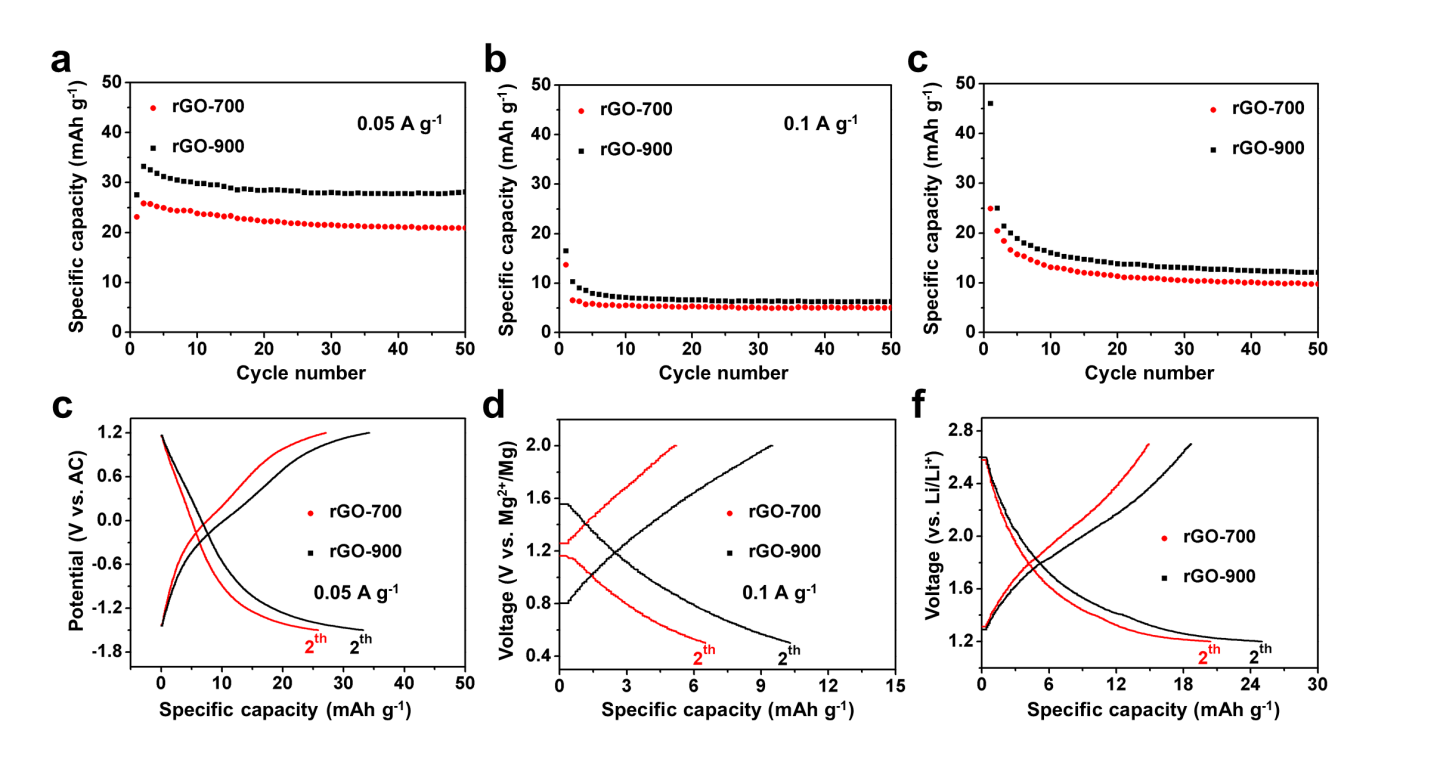 a
50
40
30
20
10
0
Specific capacity (mAh g⁻¹)
rGO-700
rGO-900
0.05 A g⁻¹
0 10 20 30 40 50
Cycle number
b
50
40
30
20
10
0
Specific capacity (mAh g⁻¹)
rGO-700
rGO-900
0.1 A g⁻¹
0 10 20 30 40 50
Cycle number
c
50
40
30
20
10
0
Specific capacity (mAh g⁻¹)
rGO-700
rGO-900
0 10 20 30 40 50
Cycle number
c
1.2
0.6
0.0
-0.6
-1.2
-1.8
Potential (V vs. AC)
rGO-700
rGO-900
0.05 A g⁻¹
2ᵗʰ 2ᵗʰ
0 10 20 30 40 50
Specific capacity (mAh g⁻¹)
d
2.0
1.6
1.2
0.8
0.4
Voltage (V vs. Mg²⁺/Mg)
rGO-700
rGO-900
0.1 A g⁻¹
2ᵗʰ 2ᵗʰ
0 3 6 9 12 15
Specific capacity (mAh g⁻¹)
f
2.8
2.4
2.0
1.6
1.2
Voltage (vs. Li/Li⁺)
rGO-700
rGO-900
2ᵗʰ 2ᵗʰ
0 6 12 18 24 30
Specific capacity (mAh g⁻¹)